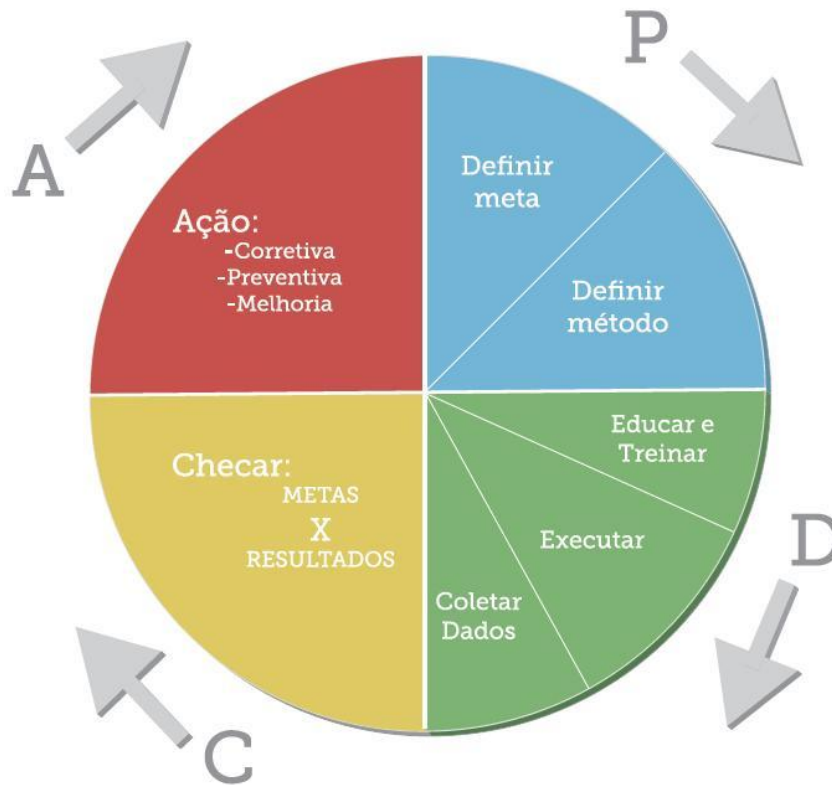 P
Definir
meta
Definir
método
D
Educar e
Treinar
Executar
Coletar
Dados
C
Checar:
METAS
X
RESULTADOS
A
Ação:
-Corretiva
-Preventiva
-Melhoria